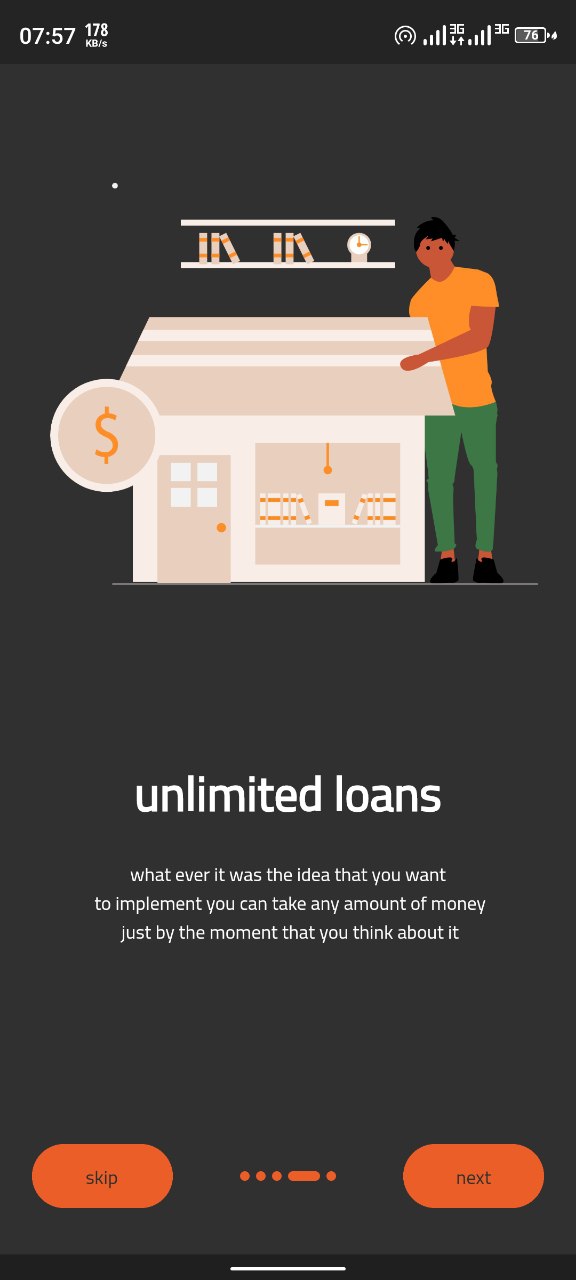 07:57 178 KB/s 3G 3G 76
$
unlimited loans
what ever it was the idea that you want
to implement you can take any amount of money
just by the moment that you think about it
skip next